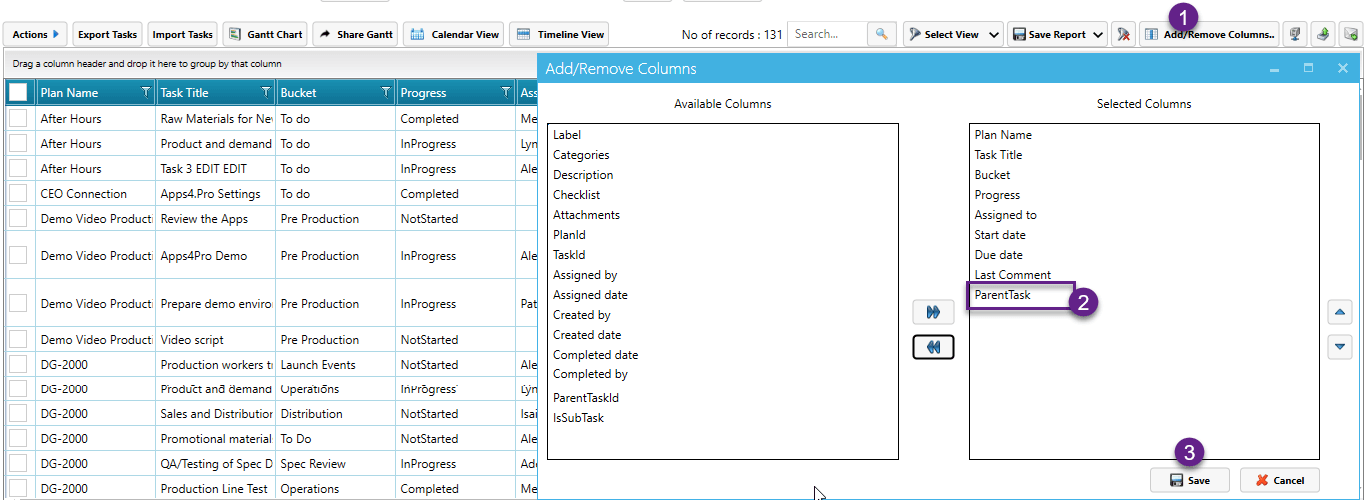 1
Actions Export Tasks Import Tasks Gantt Chart Share Gantt Calendar View Timeline View No of records : 131 Search... Select View Save Report Add/Remove Columns..
Drag a column header and drop it here to group by that column
Plan Name Task Title Bucket Progress Ass
After Hours Raw Materials for Nev To do Completed Me
After Hours Product and demand To do InProgress Lyn
After Hours Task 3 EDIT EDIT To do InProgress Ale
CEO Connection Apps4.Pro Settings To do Completed
Demo Video Producti Review the Apps Pre Production NotStarted
Demo Video Producti Apps4Pro Demo Pre Production InProgress Ale
Demo Video Producti Prepare demo enviro Pre Production InProgress Pat
Demo Video Producti Video script Pre Production NotStarted
DG-2000 Production workers t Launch Events NotStarted Ale
DG-2000 Product and demand Operations InProgress Lyn
DG-2000 Sales and Distribution Distribution NotStarted Isai
DG-2000 Promotional material To Do NotStarted Ale
DG-2000 QA/Testing of Spec D Spec Review InProgress Ade
DG-2000 Production Line Test Operations Completed Me
Add/Remove Columns
Available Columns
Label
Categories
Description
Checklist
Attachments
PlanId
TaskId
Assigned by
Assigned date
Created by
Created date
Completed date
Completed by
ParentTaskId
IsSubTask
Selected Columns
Plan Name
Task Title
Bucket
Progress
Assigned to
Start date
Due date
Last Comment
ParentTask
2
3
Save Cancel